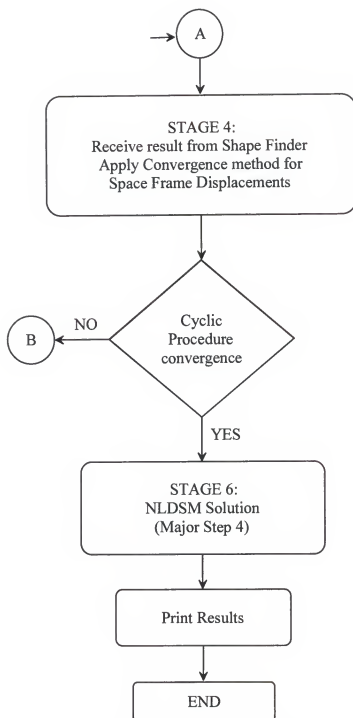 A
STAGE 4:
Receive result from Shape Finder
Apply Convergence method for
Space Frame Displacements
NO
B
Cyclic
Procedure
convergence
YES
STAGE 6:
NLDSM Solution
(Major Step 4)
Print Results
END